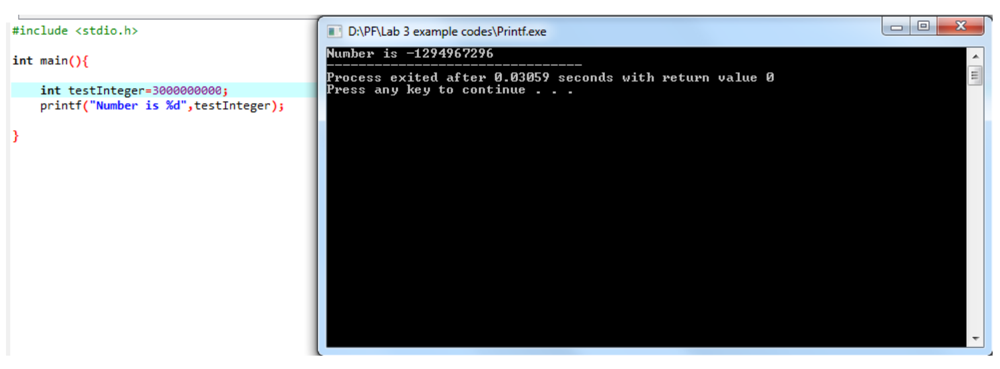 #include <stdio.h>
int main(){
int testInteger=3000000000;
printf("Number is %d",testInteger);
}
D:\PF\Lab 3 example codes\Printf.exe
Number is -1294967296
--------------------------------
Process exited after 0.03059 seconds with return value 0
Press any key to continue . . .